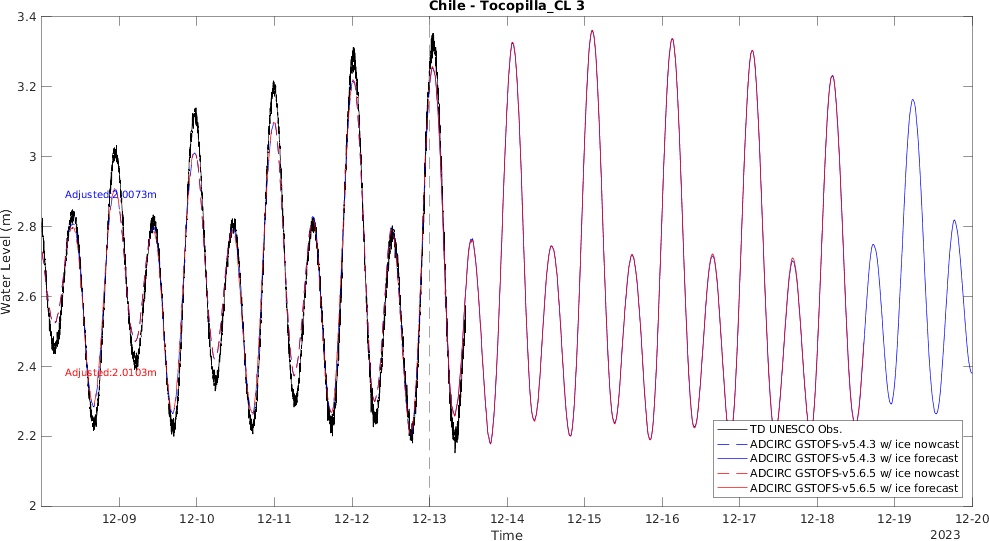 Chile - Tocopilla_CL 3
3.4
3.2
3
2.8
2.6
2.4
2.2
2
Water Level (m)
Adjusted:2.0073m
Adjusted:2.0103m
TD UNESCO Obs.
ADCIRC GSTOFS-v5.4.3 w/ ice nowcast
ADCIRC GSTOFS-v5.4.3 w/ ice forecast
ADCIRC GSTOFS-v5.6.5 w/ ice nowcast
ADCIRC GSTOFS-v5.6.5 w/ ice forecast
12-09 12-10 12-11 12-12 12-13 12-14 12-15 12-16 12-17 12-18 12-19 12-20
Time
2023